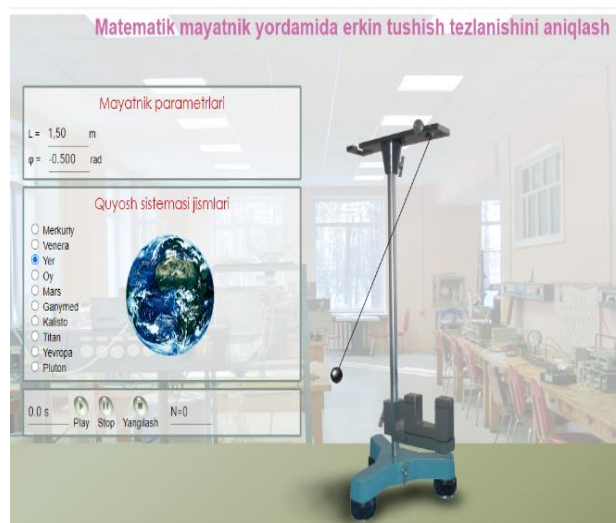 Matematik mayatnik yordamida erkin tushish tezlanishini aniqlash
Mayatnik parametrlari
L = 1,50 m
φ = -0.500 rad
Quyosh sistemasi jismlari
Merkuriy
Venera
Yer
Oy
Mars
Ganymed
Kalisto
Titan
Yevropa
Pluton
0.0 s Play Stop Yangilash N=0